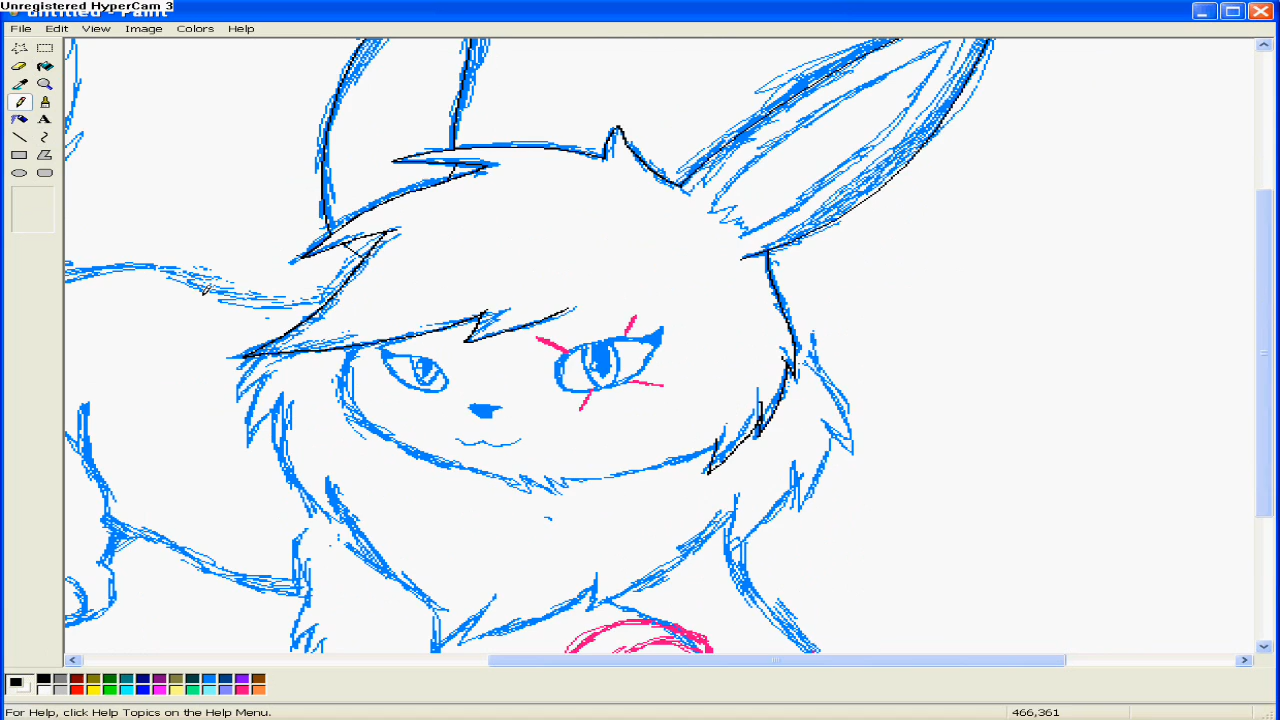 Unregistered HyperCam 3
untitled - Paint
File Edit View Image Colors Help
A
For Help, click Help Topics on the Help Menu.
466,361